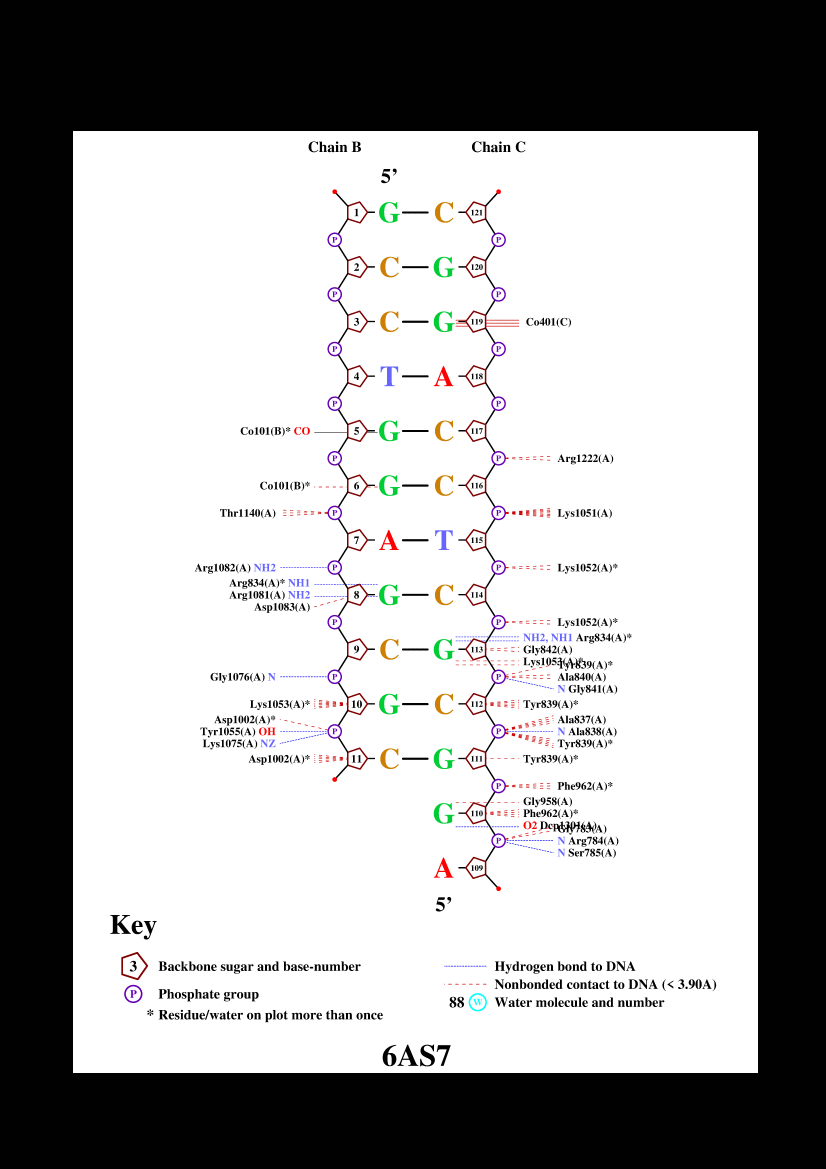 Chain B Chain C
5’
1 G C 121
P P
2 C G 120
P P
3 C G 119 Co401(C)
P P
4 T A 118
P P
Co101(B)* CO 5 G C 117
P P Arg1222(A)
Co101(B)* 6 G C 116
Thr1140(A) P P Lys1051(A)
7 A T 115
Arg1082(A) NH2 P P Lys1052(A)*
Arg834(A)* NH1
Arg1081(A) NH2 8 G C 114
Asp1083(A)
P P Lys1052(A)*
NH2, NH1 Arg834(A)*
9 C G 113 Gly842(A)
Lys1053(A)*
Tyr839(A)*
Gly1076(A) N P P Ala840(A)
N Gly841(A)
Lys1053(A)* 10 G C 112 Tyr839(A)*
Asp1002(A)* Ala837(A)
Tyr1055(A) OH P P N Ala838(A)
Lys1075(A) NZ Tyr839(A)*
Asp1002(A)* 11 C G 111 Tyr839(A)*
P Phe962(A)*
Gly958(A)
G 110 Phe962(A)*
O2 Dcp1301(A)
Gly783(A)
P N Arg784(A)
N Ser785(A)
A 109
5’
Key
3 Backbone sugar and base-number
P Phosphate group
* Residue/water on plot more than once
Hydrogen bond to DNA
Nonbonded contact to DNA (< 3.90A)
88 W Water molecule and number
6AS7